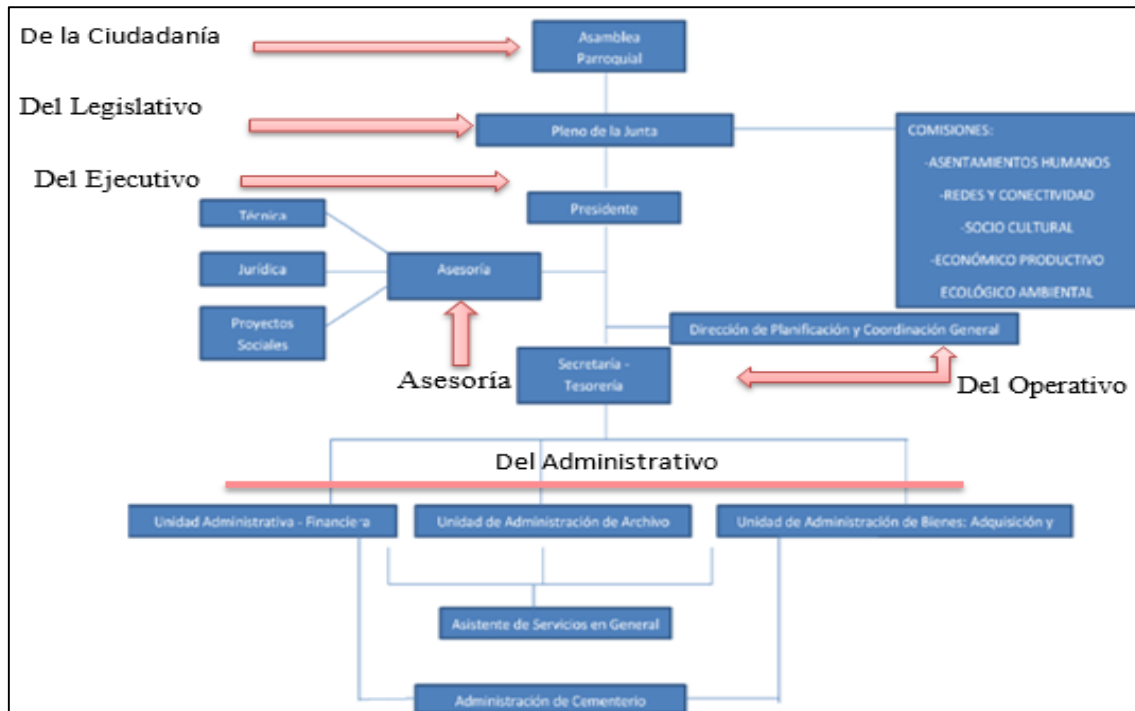 De la Ciudadanía
Asamblea
Parroquial
Del Legislativo
Pleno de la Junta
COMISIONES:
-ASENTAMIENTOS HUMANOS
-REDES Y CONECTIVIDAD
-SOCIO CULTURAL
-ECONÓMICO PRODUCTIVO
ECOLÓGICO AMBIENTAL
Del Ejecutivo
Presidente
Técnica
Jurídica
Proyectos
Sociales
Asesoría
Asesoría
Dirección de Planificación y Coordinación General
Secretaría -
Tesorería
Del Operativo
Del Administrativo
Unidad Administrativa - Financiera
Unidad de Administración de Archivo
Unidad de Administración de Bienes: Adquisición y
Asistente de Servicios en General
Administración de Cementerio